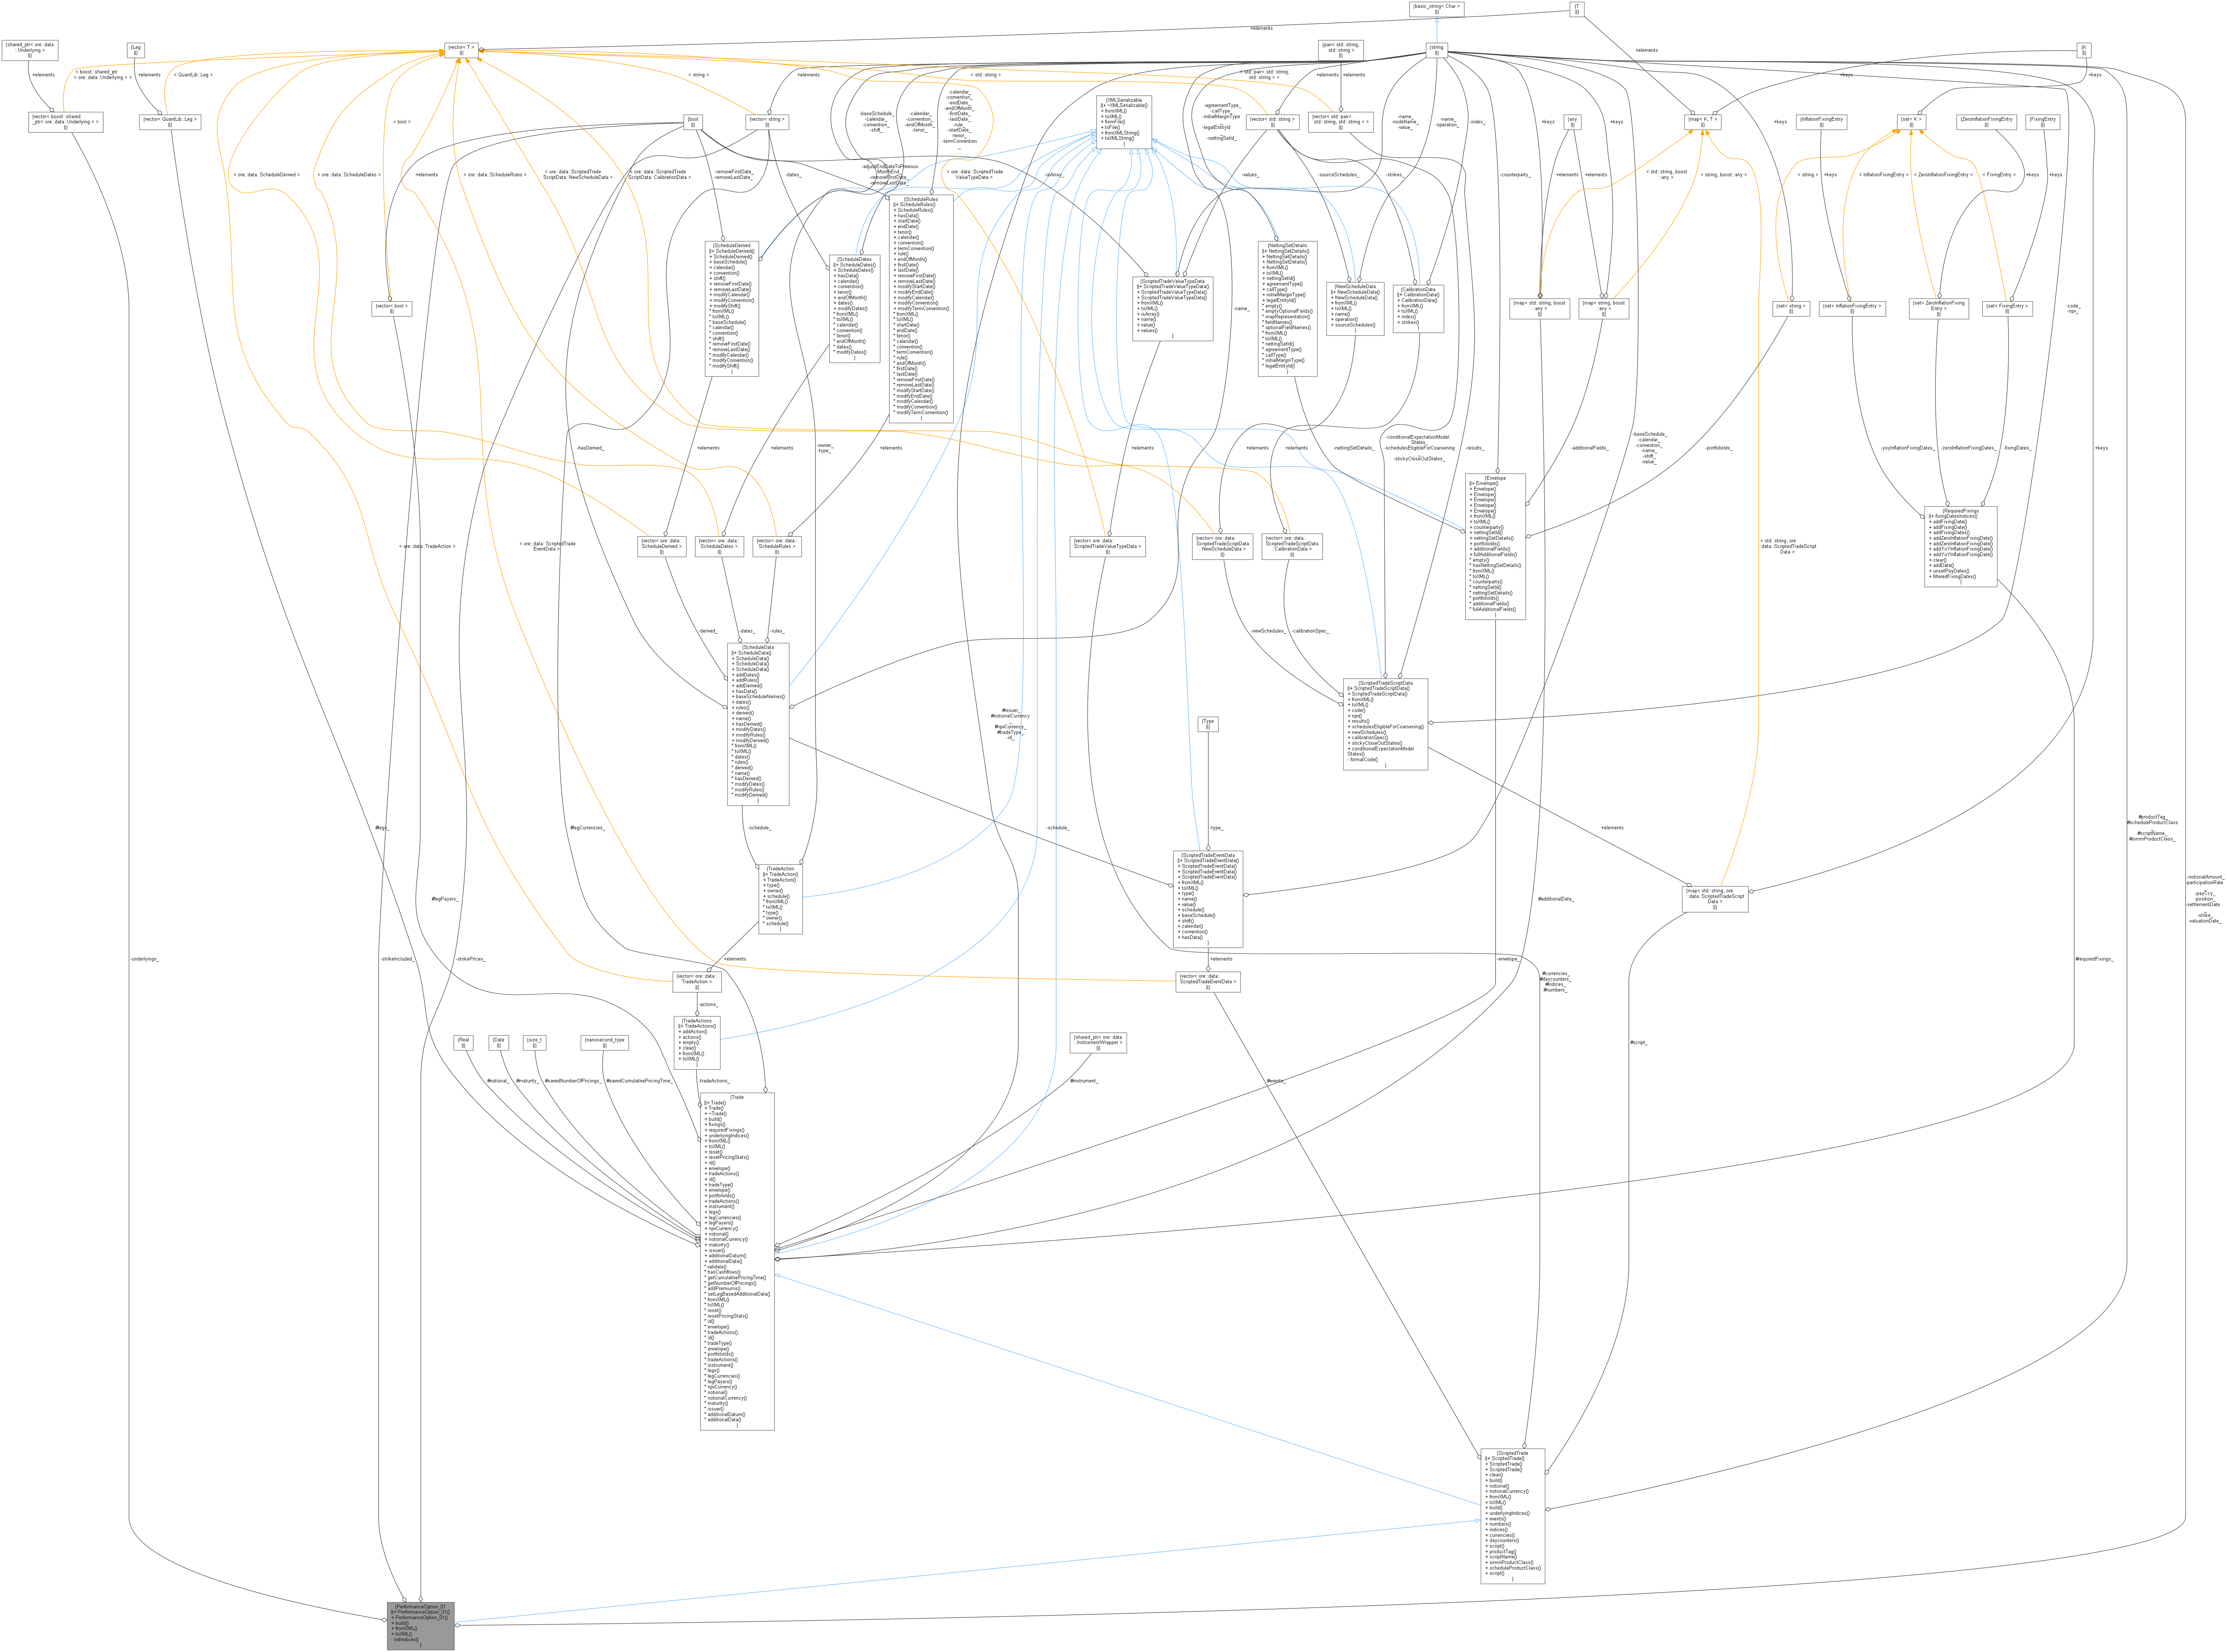 {basic_string< Char >
||}
{T
||}
{shared_ptr< ore::data
::Underlying >
||}
{Leg
||}
{vector< T >
||}
{pair< std::string,
std::string >
||}
{string
||}
{K
||}
+elements
+elements
+elements
< boost::shared_ptr
< ore::data::Underlying > >
< QuantLib::Leg >
< string >
+elements
< std::string >
< std::pair< std::string,
std::string > >
+elements
+elements
+elements
+keys
+keys
{vector< boost::shared
_ptr< ore::data::Underlying > >
||}
{vector< QuantLib::Leg >
||}
< bool >
{bool
||}
{vector< string >
||}
-baseSchedule_
-calendar_
-convention_
-shift_
-calendar_
-convention_
-endOfMonth_
-tenor_
-calendar_
-convention_
-endDate_
-endOfMonth_
-firstDate_
-lastDate_
-rule_
-startDate_
-tenor_
-termConvention
_
{XMLSerializable
||+ ~XMLSerializable()
+ fromXML()
+ toXML()
+ fromFile()
+ toFile()
+ fromXMLString()
+ toXMLString()
}
-agreementType_
-callType_
-initialMarginType
_
-legalEntityId
_
-nettingSetId_
{vector< std::string >
||}
{vector< std::pair<
std::string, std::string > >
||}
-name_
-nodeName_
-value_
-name_
-operation_
-index_
+keys
{any
||}
+keys
{map< K, T >
||}
+keys
{InflationFixingEntry
||}
{set< K >
||}
{ZeroInflationFixingEntry
||}
{FixingEntry
||}
< ore::data::ScheduleDerived >
< ore::data::ScheduleDates >
+elements
< ore::data::ScheduleRules >
< ore::data::ScriptedTrade
ScriptData::NewScheduleData >
< ore::data::ScriptedTrade
ScriptData::CalibrationData >
-removeFirstDate_
-removeLastDate_
-dates_
-adjustEndDateToPrevious
MonthEnd_
-removeFirstDate_
-removeLastDate_
< ore::data::ScriptedTrade
ValueTypeData >
-isArray_
-values_
-sourceSchedules_
-strikes_
-counterparty_
+elements
+elements
< std::string, boost
::any >
< string, boost::any >
< string >
+keys
< InflationFixingEntry >
< ZeroInflationFixingEntry >
+keys
< FixingEntry >
+keys
{vector< bool >
||}
{ScheduleDerived
||+ ScheduleDerived()
+ ScheduleDerived()
+ baseSchedule()
+ calendar()
+ convention()
+ shift()
+ removeFirstDate()
+ removeLastDate()
+ modifyCalendar()
+ modifyConvention()
+ modifyShift()
* fromXML()
* toXML()
* baseSchedule()
* calendar()
* convention()
* shift()
* removeFirstDate()
* removeLastDate()
* modifyCalendar()
* modifyConvention()
* modifyShift()
}
{ScheduleDates
||+ ScheduleDates()
+ ScheduleDates()
+ hasData()
+ calendar()
+ convention()
+ tenor()
+ endOfMonth()
+ dates()
+ modifyDates()
* fromXML()
* toXML()
* calendar()
* convention()
* tenor()
* endOfMonth()
* dates()
* modifyDates()
}
{ScheduleRules
||+ ScheduleRules()
+ ScheduleRules()
+ hasData()
+ startDate()
+ endDate()
+ tenor()
+ calendar()
+ convention()
+ termConvention()
+ rule()
+ endOfMonth()
+ firstDate()
+ lastDate()
+ removeFirstDate()
+ removeLastDate()
+ modifyStartDate()
+ modifyEndDate()
+ modifyCalendar()
+ modifyConvention()
+ modifyTermConvention()
* fromXML()
* toXML()
* startDate()
* endDate()
* tenor()
* calendar()
* convention()
* termConvention()
* rule()
* endOfMonth()
* firstDate()
* lastDate()
* removeFirstDate()
* removeLastDate()
* modifyStartDate()
* modifyEndDate()
* modifyCalendar()
* modifyConvention()
* modifyTermConvention()
}
{ScriptedTradeValueTypeData
||+ ScriptedTradeValueTypeData()
+ ScriptedTradeValueTypeData()
+ ScriptedTradeValueTypeData()
+ fromXML()
+ toXML()
+ isArray()
+ name()
+ value()
+ values()
}
{NettingSetDetails
||+ NettingSetDetails()
+ NettingSetDetails()
+ NettingSetDetails()
+ fromXML()
+ toXML()
+ nettingSetId()
+ agreementType()
+ callType()
+ initialMarginType()
+ legalEntityId()
* empty()
* emptyOptionalFields()
* mapRepresentation()
* fieldNames()
* optionalFieldNames()
* fromXML()
* toXML()
* nettingSetId()
* agreementType()
* callType()
* initialMarginType()
* legalEntityId()
}
{NewScheduleData
||+ NewScheduleData()
+ NewScheduleData()
+ fromXML()
+ toXML()
+ name()
+ operation()
+ sourceSchedules()
}
{CalibrationData
||+ CalibrationData()
+ CalibrationData()
+ fromXML()
+ toXML()
+ index()
+ strikes()
}
{map< std::string, boost
::any >
||}
{map< string, boost
::any >
||}
{set< string >
||}
{set< InflationFixingEntry >
||}
{set< ZeroInflationFixing
Entry >
||}
{set< FixingEntry >
||}
-name_
-code_
-npv_
-hasDerived_
+elements
+elements
-owner_
-type_
+elements
+elements
+elements
+elements
-nettingSetDetails_
-conditionalExpectationModel
States_
-schedulesEligibleForCoarsening
_
-stickyCloseOutStates_
-results_
-additionalFields_
-baseSchedule_
-calendar_
-convention_
-name_
-shift_
-value_
-portfolioIds_
+keys
-yoyInflationFixingDates_
-zeroInflationFixingDates_
-fixingDates_
{Envelope
||+ Envelope()
+ Envelope()
+ Envelope()
+ Envelope()
+ Envelope()
+ Envelope()
+ fromXML()
+ toXML()
+ counterparty()
+ nettingSetId()
+ nettingSetDetails()
+ portfolioIds()
+ additionalFields()
+ fullAdditionalFields()
* empty()
* hasNettingSetDetails()
* fromXML()
* toXML()
* counterparty()
* nettingSetId()
* nettingSetDetails()
* portfolioIds()
* additionalFields()
* fullAdditionalFields()
}
{RequiredFixings
||+ fixingDatesIndices()
+ addFixingDate()
+ addFixingDate()
+ addFixingDates()
+ addZeroInflationFixingDate()
+ addZeroInflationFixingDate()
+ addYoYInflationFixingDate()
+ addYoYInflationFixingDate()
+ clear()
+ addData()
+ unsetPayDates()
+ filteredFixingDates()
}
< ore::data::TradeAction >
< ore::data::ScriptedTrade
EventData >
{vector< ore::data::
ScheduleDerived >
||}
{vector< ore::data::
ScheduleDates >
||}
{vector< ore::data::
ScheduleRules >
||}
{vector< ore::data::
ScriptedTradeValueTypeData >
||}
{vector< ore::data::
ScriptedTradeScriptData
::NewScheduleData >
||}
{vector< ore::data::
ScriptedTradeScriptData
::CalibrationData >
||}
< std::string, ore
::data::ScriptedTradeScript
Data >
-derived_
-dates_
-rules_
-newSchedules_
-calibrationSpec_
{ScheduleData
||+ ScheduleData()
+ ScheduleData()
+ ScheduleData()
+ ScheduleData()
+ addDates()
+ addRules()
+ addDerived()
+ hasData()
+ baseScheduleNames()
+ dates()
+ rules()
+ derived()
+ name()
+ hasDerived()
+ modifyDates()
+ modifyRules()
+ modifyDerived()
* fromXML()
* toXML()
* dates()
* rules()
* derived()
* name()
* hasDerived()
* modifyDates()
* modifyRules()
* modifyDerived()
}
#issuer_
#notionalCurrency
_
#npvCurrency_
#tradeType_
-id_
{Type
||}
{ScriptedTradeScriptData
||+ ScriptedTradeScriptData()
+ ScriptedTradeScriptData()
+ fromXML()
+ toXML()
+ code()
+ npv()
+ results()
+ schedulesEligibleForCoarsening()
+ newSchedules()
+ calibrationSpec()
+ stickyCloseOutStates()
+ conditionalExpectationModel
States()
- formatCode()
}
#legs_
#legCurrencies_
-schedule_
-schedule_
-type_
+elements
#productTag_
#scheduleProductClass
_
#scriptName_
#simmProductClass_
{TradeAction
||+ TradeAction()
+ TradeAction()
+ type()
+ owner()
+ schedule()
* fromXML()
* toXML()
* type()
* owner()
* schedule()
}
{ScriptedTradeEventData
||+ ScriptedTradeEventData()
+ ScriptedTradeEventData()
+ ScriptedTradeEventData()
+ ScriptedTradeEventData()
+ fromXML()
+ toXML()
+ type()
+ name()
+ value()
+ schedule()
+ baseSchedule()
+ shift()
+ calendar()
+ convention()
+ hasData()
}
{map< std::string, ore
::data::ScriptedTradeScript
Data >
||}
#legPayers_
#additionalData_
-notionalAmount_
-participationRate
_
-payCcy_
-position_
-settlementDate
_
-strike_
-valuationDate_
-underlyings_
-strikeIncluded_
-strikePrices_
+elements
+elements
-envelope_
#requiredFixings_
{vector< ore::data::
TradeAction >
||}
{vector< ore::data::
ScriptedTradeEventData >
||}
#currencies_
#daycounters_
#indices_
#numbers_
-actions_
{TradeActions
||+ TradeActions()
+ addAction()
+ actions()
+ empty()
+ clear()
+ fromXML()
+ toXML()
}
{Real
||}
{Date
||}
{size_t
||}
{nanosecond_type
||}
{shared_ptr< ore::data
::InstrumentWrapper >
||}
#script_
#notional_
#maturity_
#savedNumberOfPricings_
#savedCumulativePricingTime_
-tradeActions_
#instrument_
#events_
{Trade
||+ Trade()
+ Trade()
+ ~Trade()
+ build()
+ fixings()
+ requiredFixings()
+ underlyingIndices()
+ fromXML()
+ toXML()
+ reset()
+ resetPricingStats()
+ id()
+ envelope()
+ tradeActions()
+ id()
+ tradeType()
+ envelope()
+ portfolioIds()
+ tradeActions()
+ instrument()
+ legs()
+ legCurrencies()
+ legPayers()
+ npvCurrency()
+ notional()
+ notionalCurrency()
+ maturity()
+ issuer()
+ additionalDatum()
+ additionalData()
* validate()
* hasCashflows()
* getCumulativePricingTime()
* getNumberOfPricings()
* addPremiums()
* setLegBasedAdditionalData()
* fromXML()
* toXML()
* reset()
* resetPricingStats()
* id()
* envelope()
* tradeActions()
* id()
* tradeType()
* envelope()
* portfolioIds()
* tradeActions()
* instrument()
* legs()
* legCurrencies()
* legPayers()
* npvCurrency()
* notional()
* notionalCurrency()
* maturity()
* issuer()
* additionalDatum()
* additionalData()
}
{ScriptedTrade
||+ ScriptedTrade()
+ ScriptedTrade()
+ ScriptedTrade()
+ clear()
+ build()
+ notional()
+ notionalCurrency()
+ fromXML()
+ toXML()
+ build()
+ underlyingIndices()
+ events()
+ numbers()
+ indices()
+ currencies()
+ daycounters()
+ script()
+ productTag()
+ scriptName()
+ simmProductClass()
+ scheduleProductClass()
+ script()
}
{PerformanceOption_01
||+ PerformanceOption_01()
+ PerformanceOption_01()
+ build()
+ fromXML()
+ toXML()
- initIndices()
}